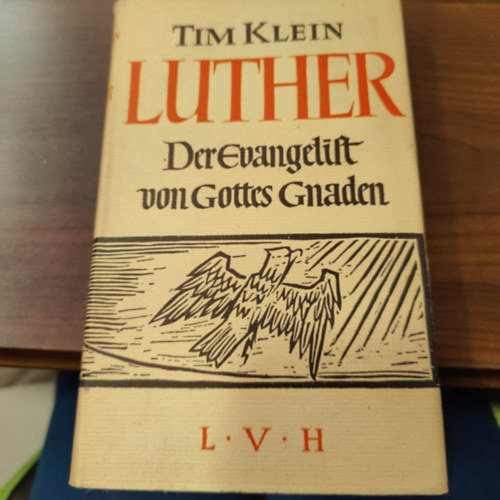 TIM KLEIN
LUTHER
Der Evangelist
von Gottes Gnaden
L·V·H